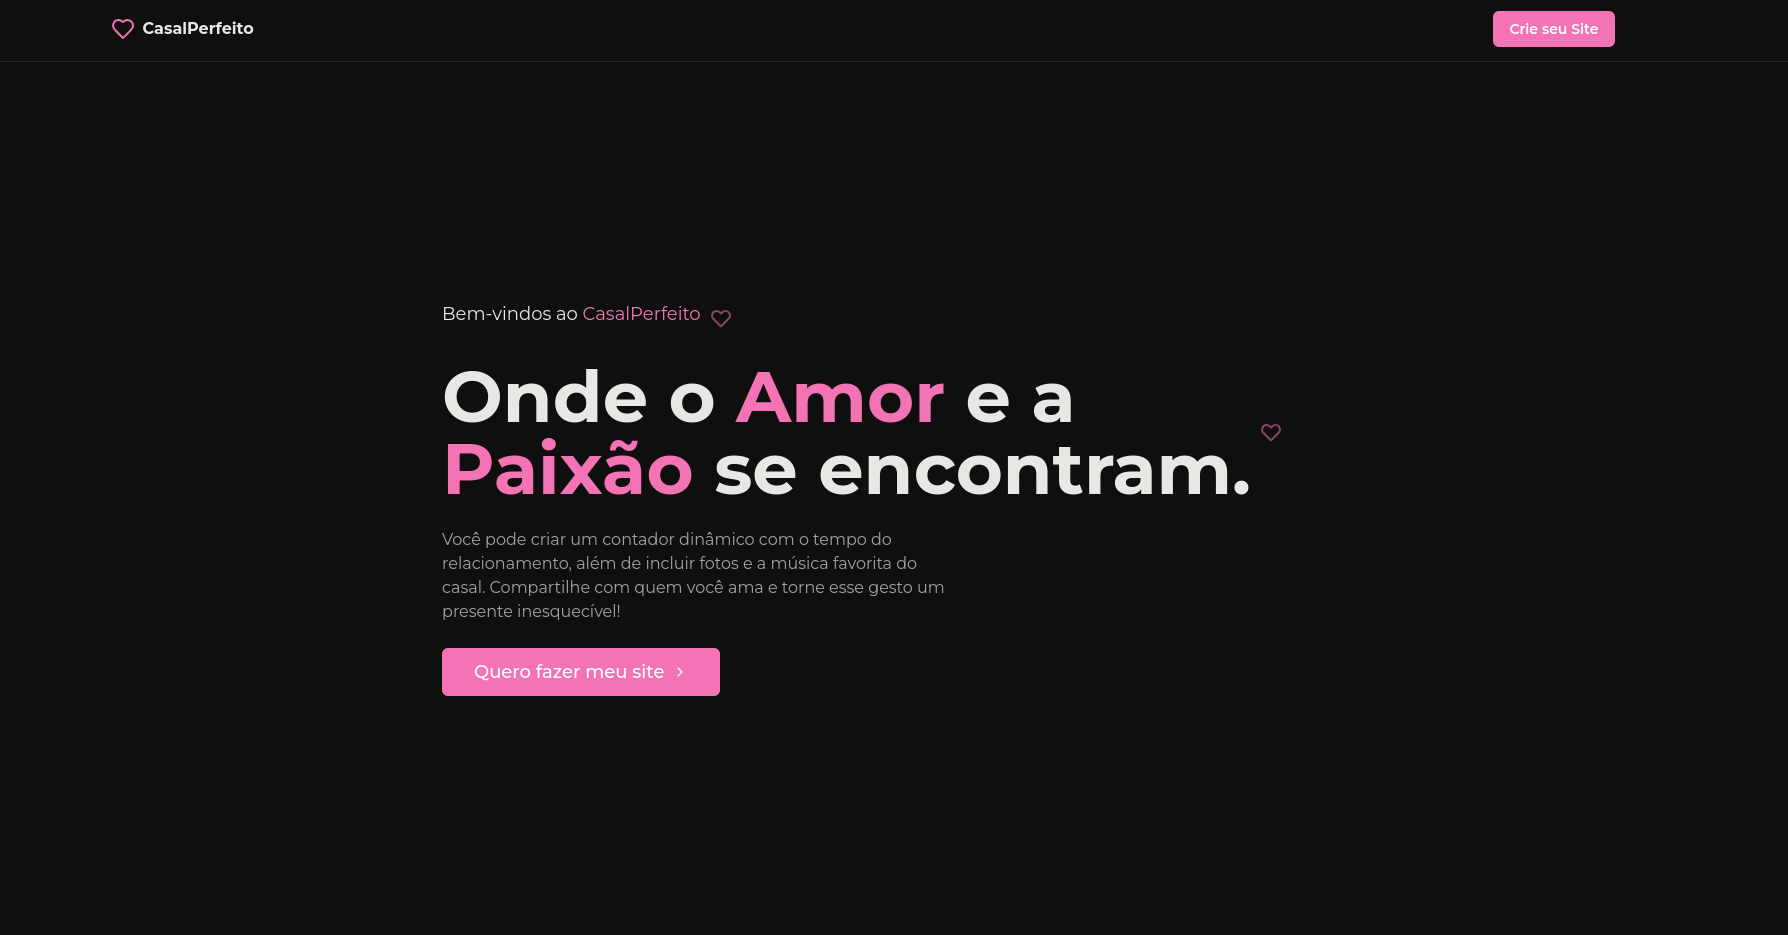 CasalPerfeito
Crie seu Site
Bem-vindos ao CasalPerfeito
Onde o Amor e a
Paixão se encontram.
Você pode criar um contador dinâmico com o tempo do
relacionamento, além de incluir fotos e a música favorita do
casal. Compartilhe com quem você ama e torne esse gesto um
presente inesquecível!
Quero fazer meu site